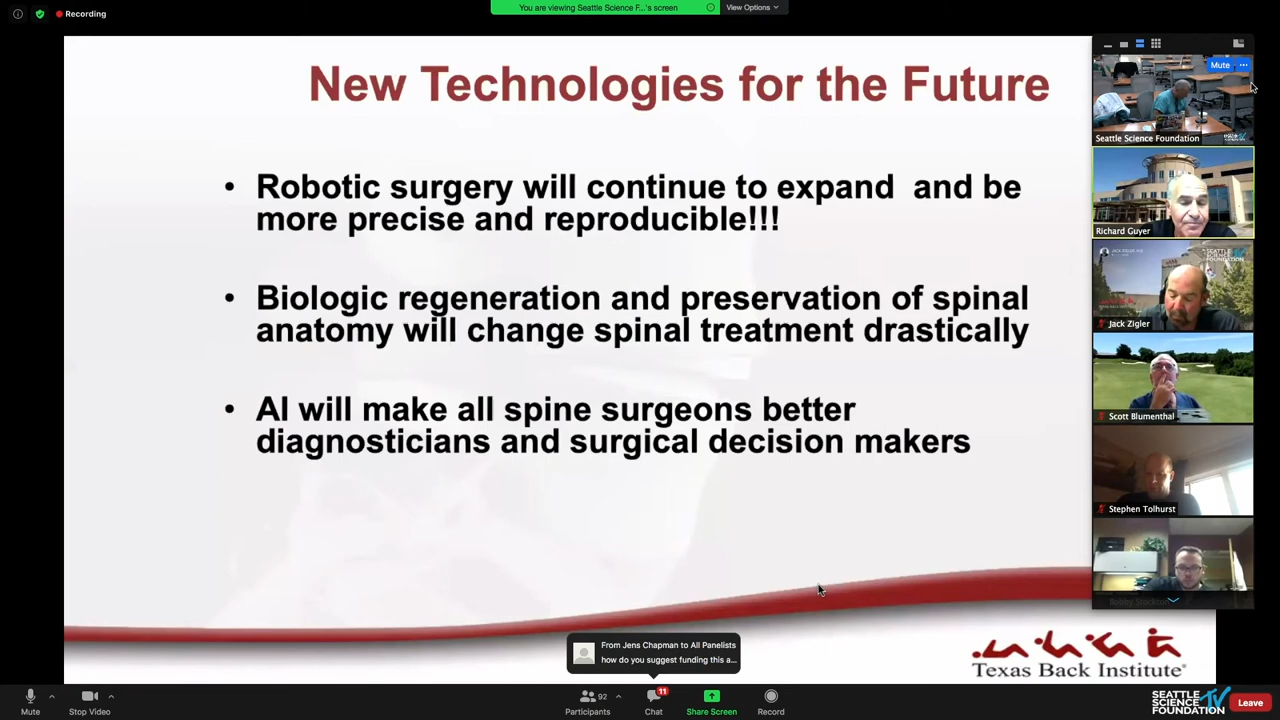 Recording
You are viewing Seattle Science F...'s screen
View Options
New Technologies for the Future
• Robotic surgery will continue to expand and be
more precise and reproducible!!!
• Biologic regeneration and preservation of spinal
anatomy will change spinal treatment drastically
• AI will make all spine surgeons better
diagnosticians and surgical decision makers
Mute
Seattle Science Foundation
Richard Guyer
Jack Zigler
Scott Blumenthal
Stephen Tolhurst
From Jens Chapman to All Panelists
how do you suggest funding this a...
Texas Back Institute®
Mute
Stop Video
92
Participants
11
Chat
Share Screen
Record
SEATTLE
SCIENCE
FOUNDATION
TV
Leave